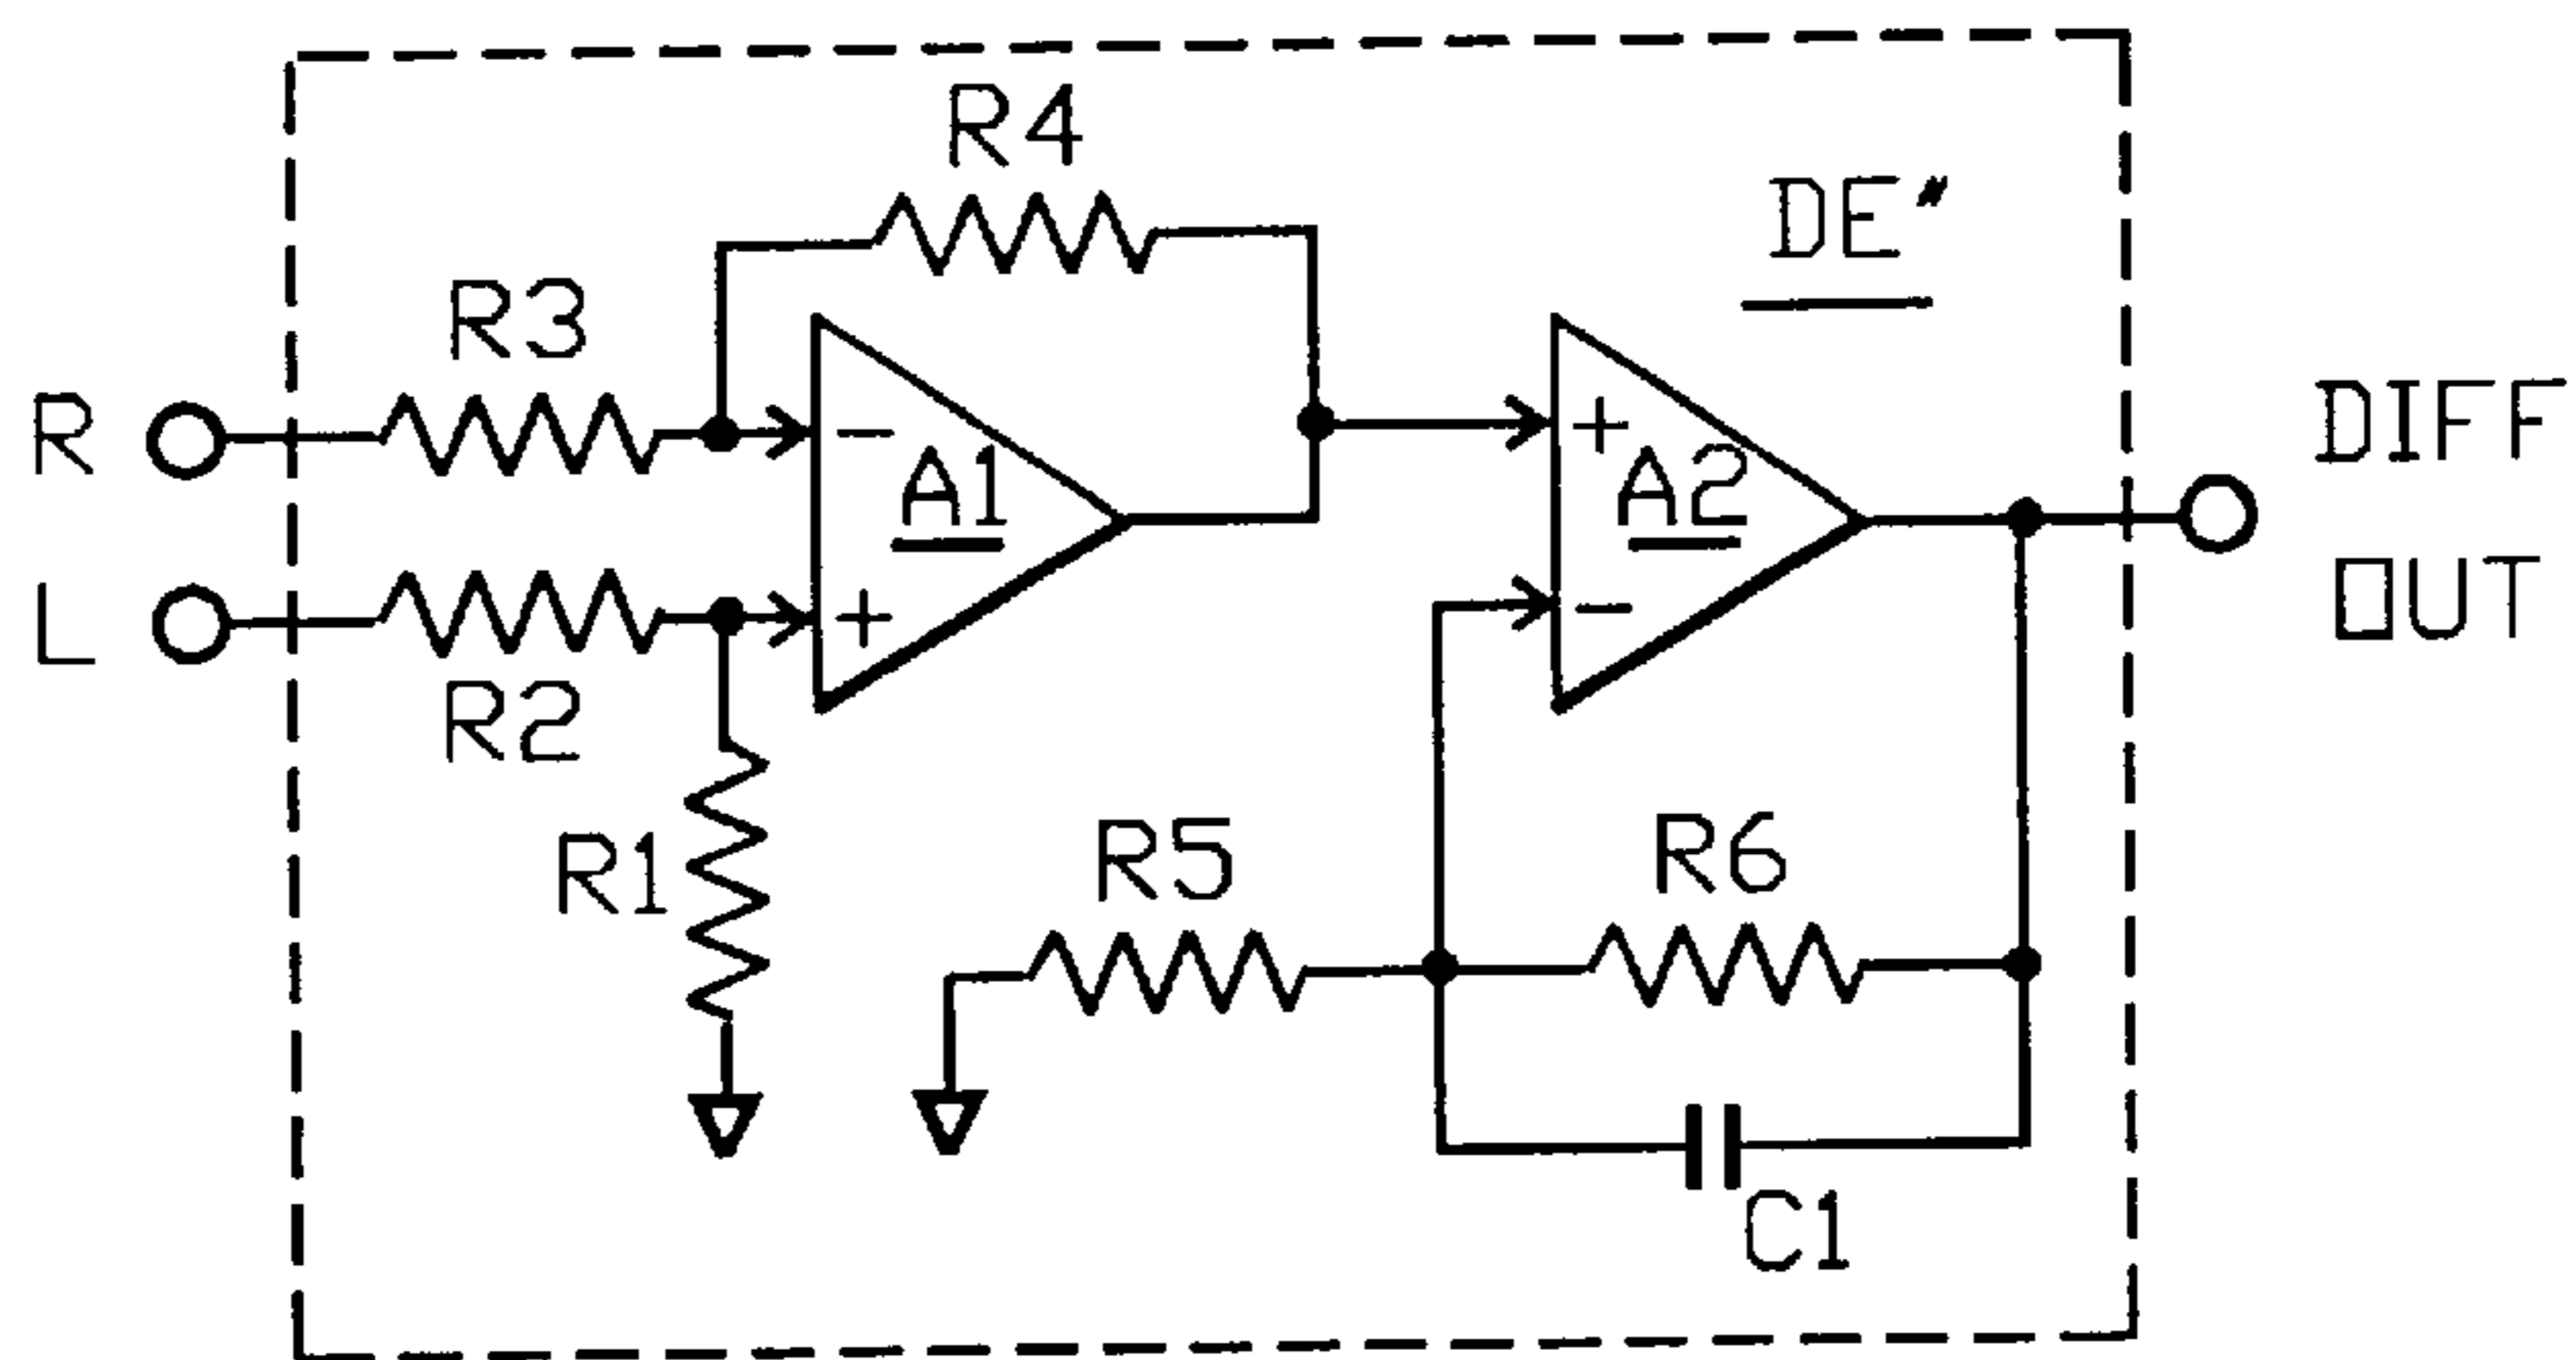 R4
DE"
R3
R
-
+
DIFF
A1
A2
L
+
-
OUT
R2
R1
R5
R6
C1